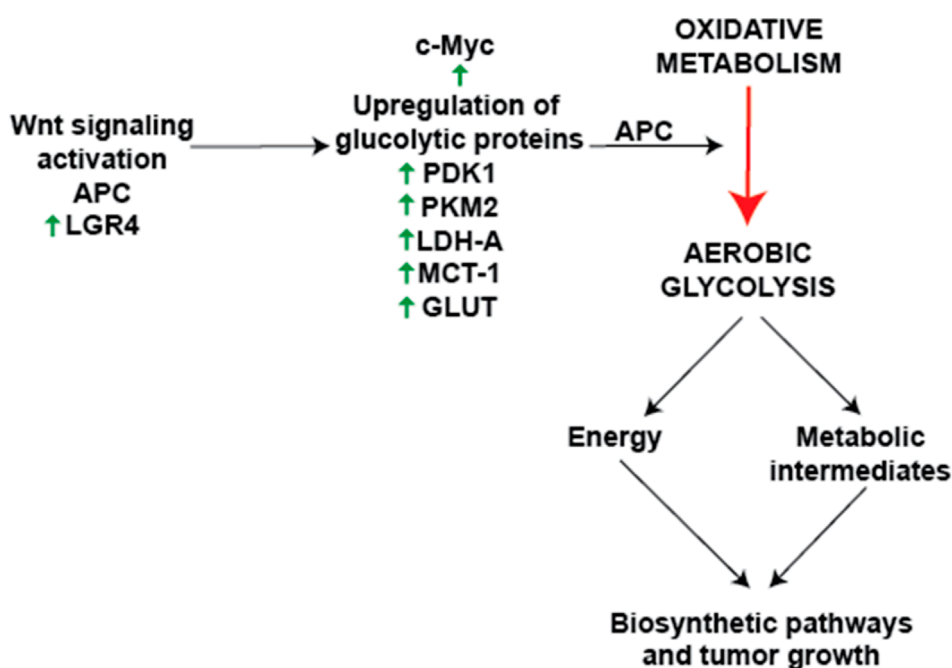 Wnt signaling
activation
APC
↑LGR4
c-Myc
↑
Upregulation of
glucolytic proteins
↑ PDK1
↑ PKM2
↑ LDH-A
↑ MCT-1
↑ GLUT
APC
OXIDATIVE
METABOLISM
AEROBIC
GLYCOLYSIS
Energy
Metabolic
intermediates
Biosynthetic pathways
and tumor growth